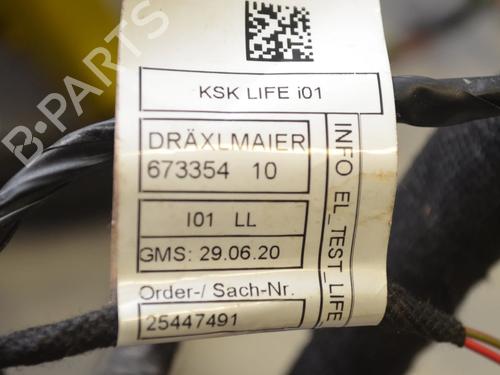 KSK LIFE i01
DRÄXLMAIER
673354 10
I01 LL
GMS: 29.06.20
Order-/ Sach-Nr.
25447491
INFO EL_TEST_LIFE
B-PARTS